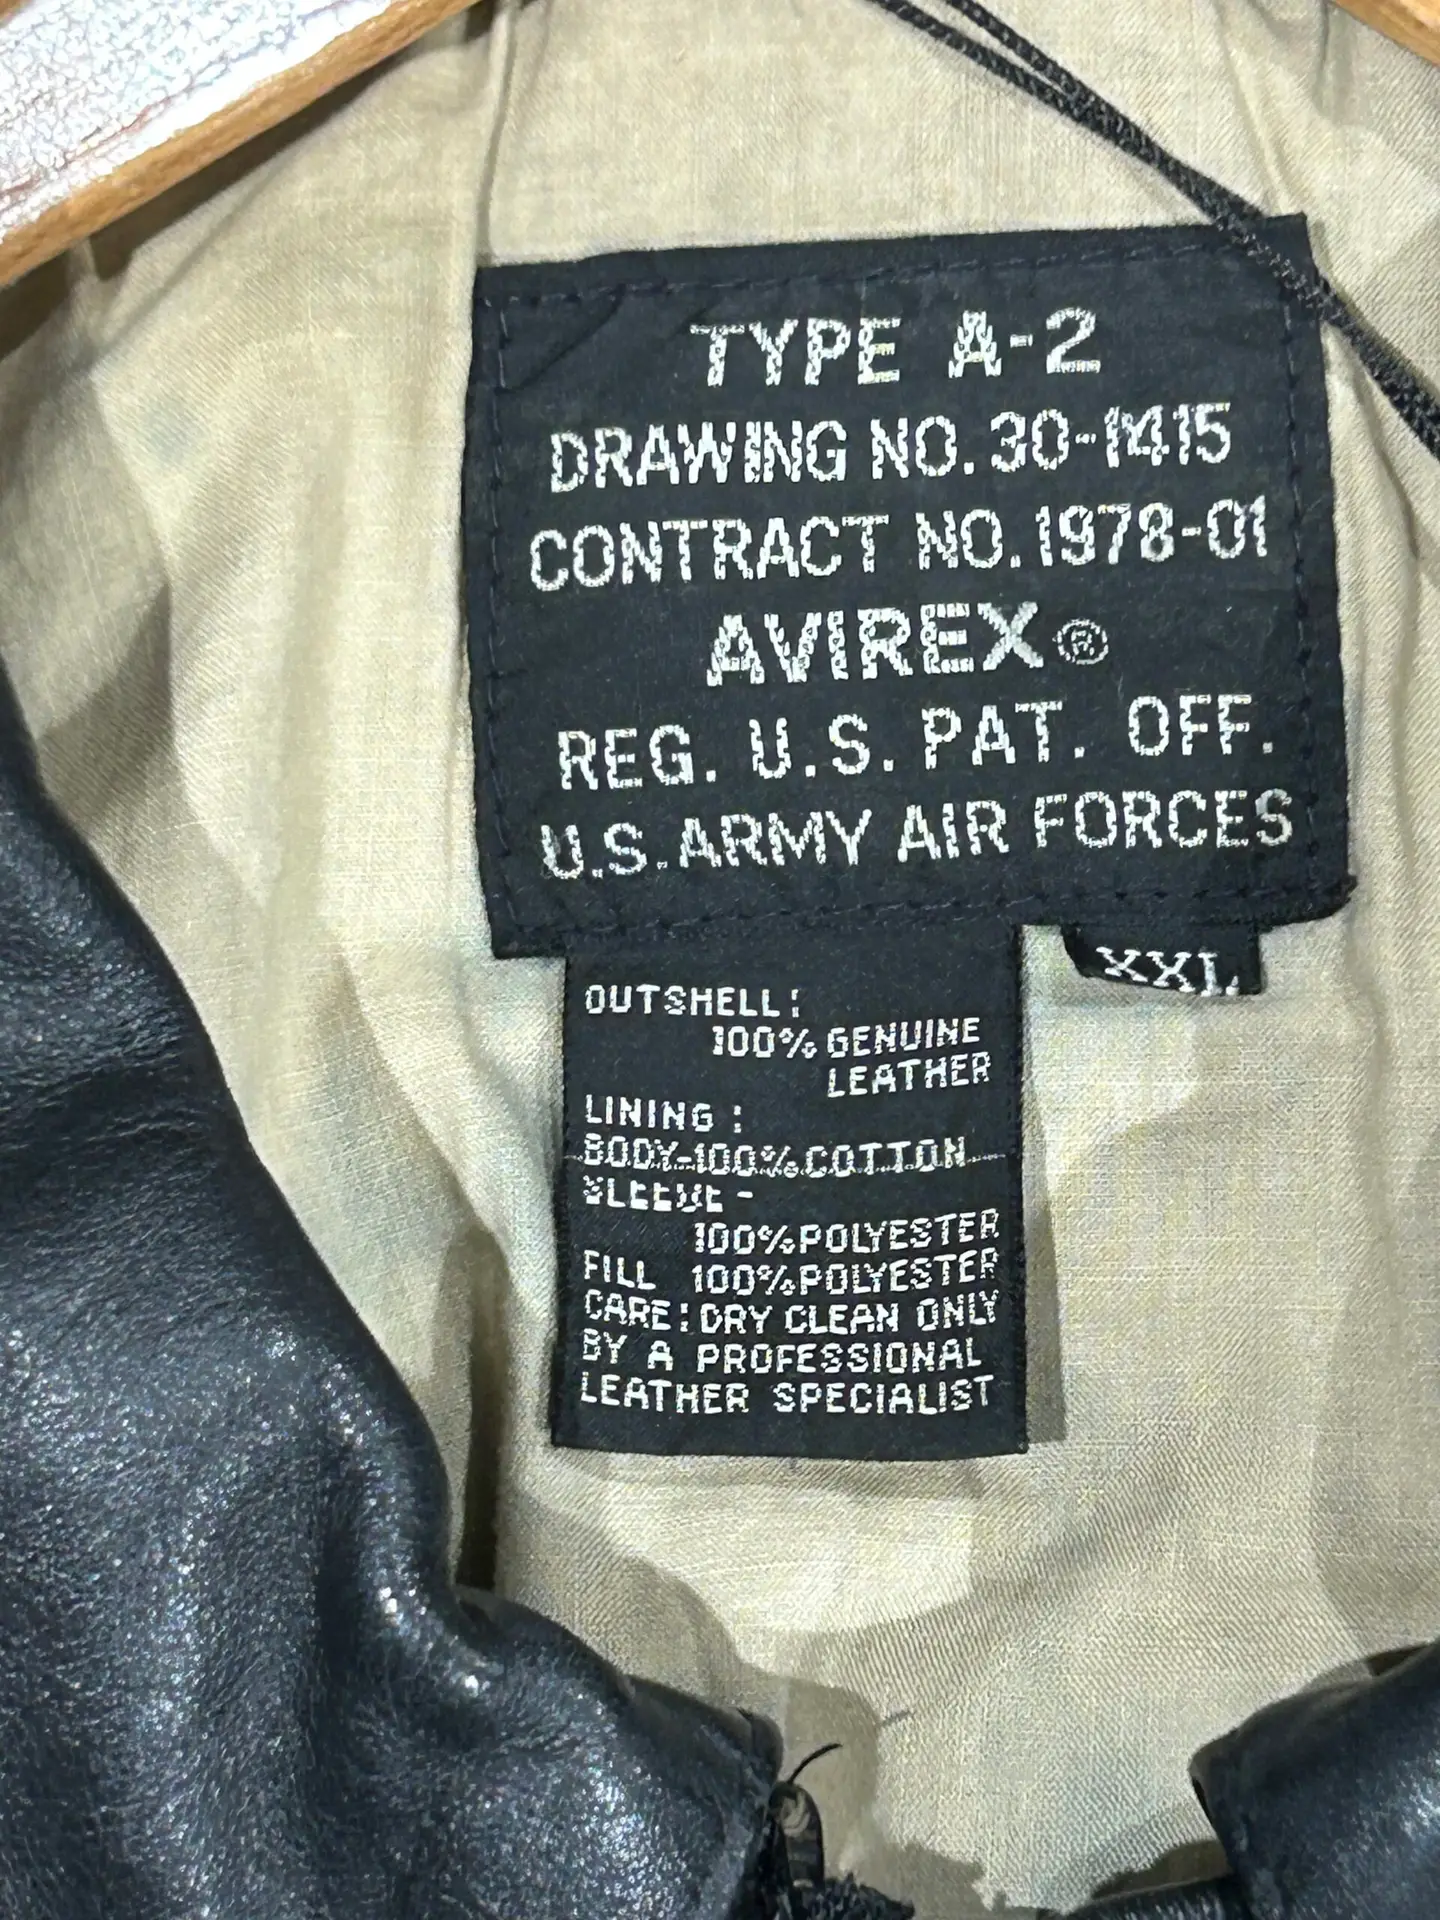 TYPE A-2
DRAWING NO. 30-1415
CONTRACT NO. 1978-01
AVIREX®
REG. U.S. PAT. OFF.
U.S. ARMY AIR FORCES
XXL
OUTSHELL:
100% GENUINE
LEATHER
LINING:
BODY-100% COTTON
SLEEVE-
100% POLYESTER
FILL 100% POLYESTER
CARE: DRY CLEAN ONLY
BY A PROFESSIONAL
LEATHER SPECIALIST